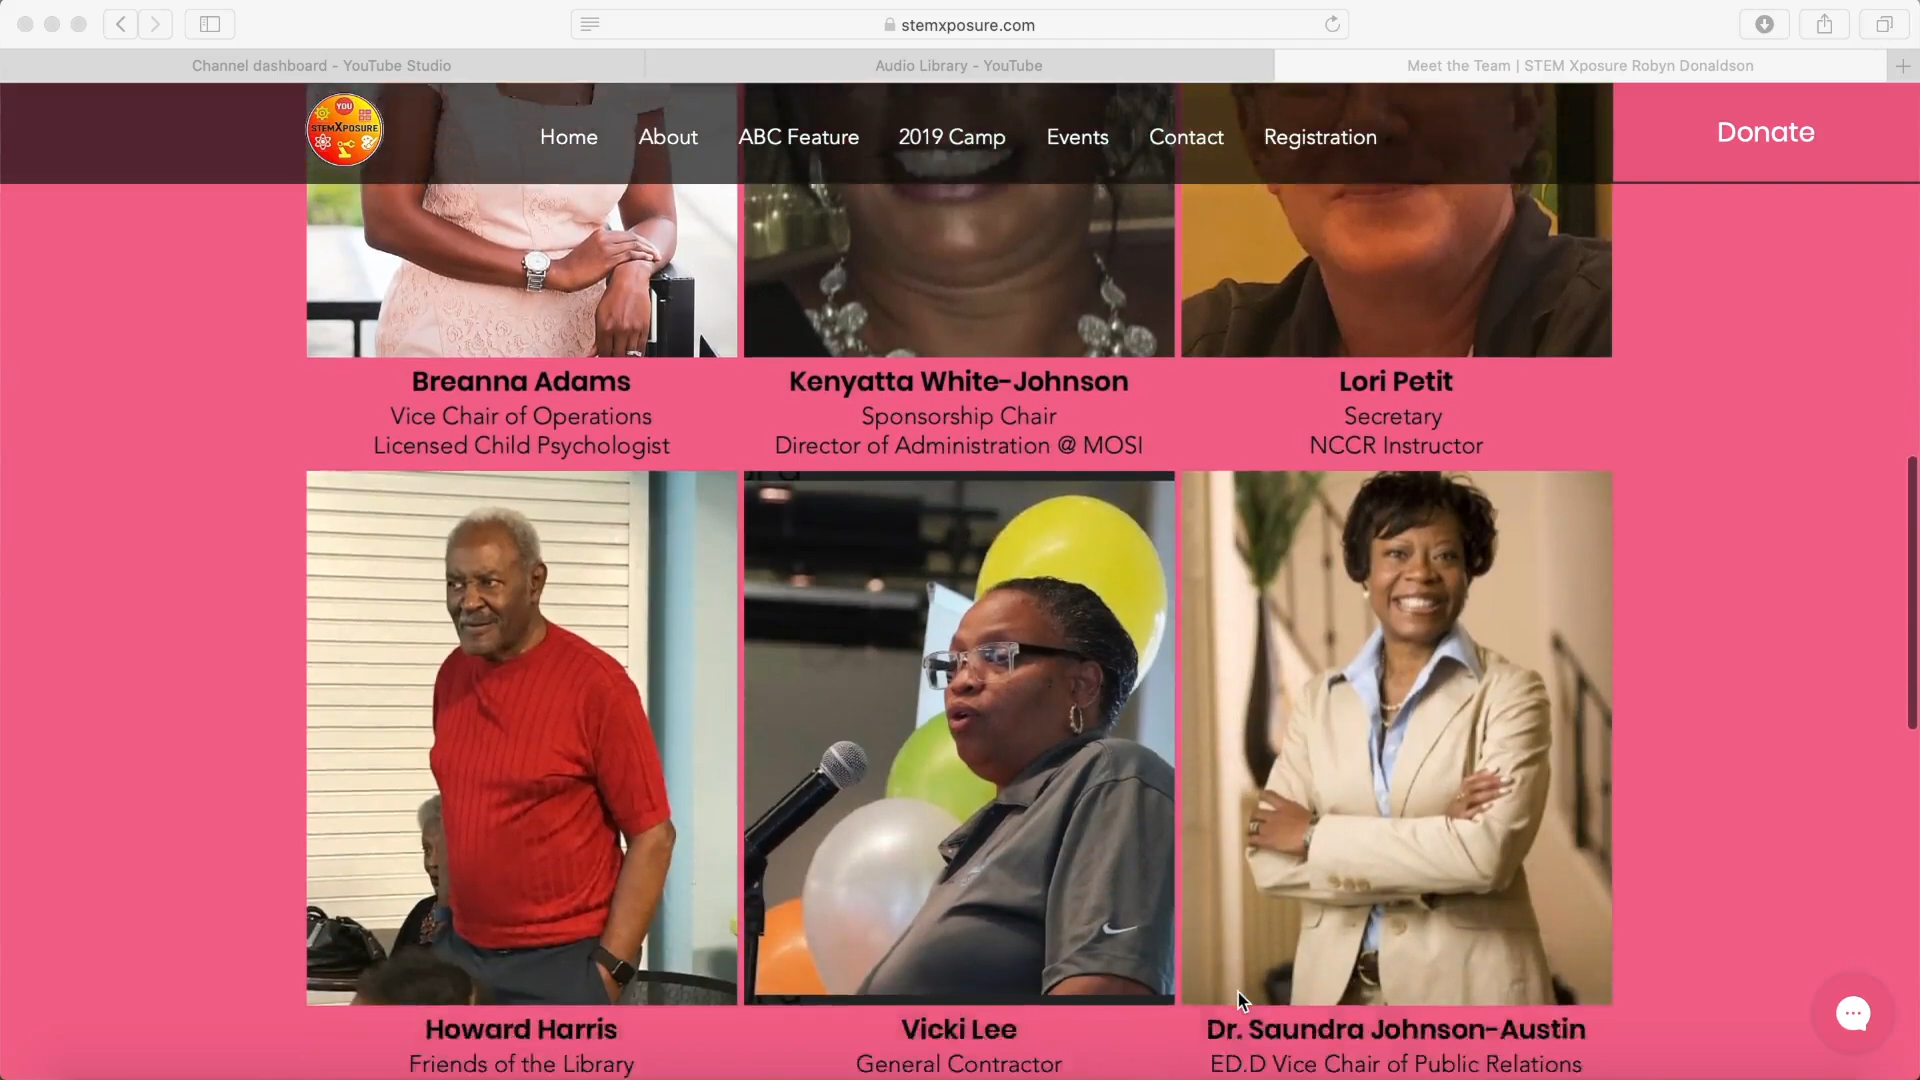 stemxposure.com
Channel dashboard - YouTube Studio
Audio Library - YouTube
Meet the Team | STEM Xposure Robyn Donaldson
YOU
STEMXPOSURE
Home
About
ABC Feature
2019 Camp
Events
Contact
Registration
Donate
Breanna Adams
Vice Chair of Operations
Licensed Child Psychologist
Kenyatta White-Johnson
Sponsorship Chair
Director of Administration @ MOSI
Lori Petit
Secretary
NCCR Instructor
Howard Harris
Friends of the Library
Vicki Lee
General Contractor
Dr. Saundra Johnson-Austin
ED.D Vice Chair of Public Relations